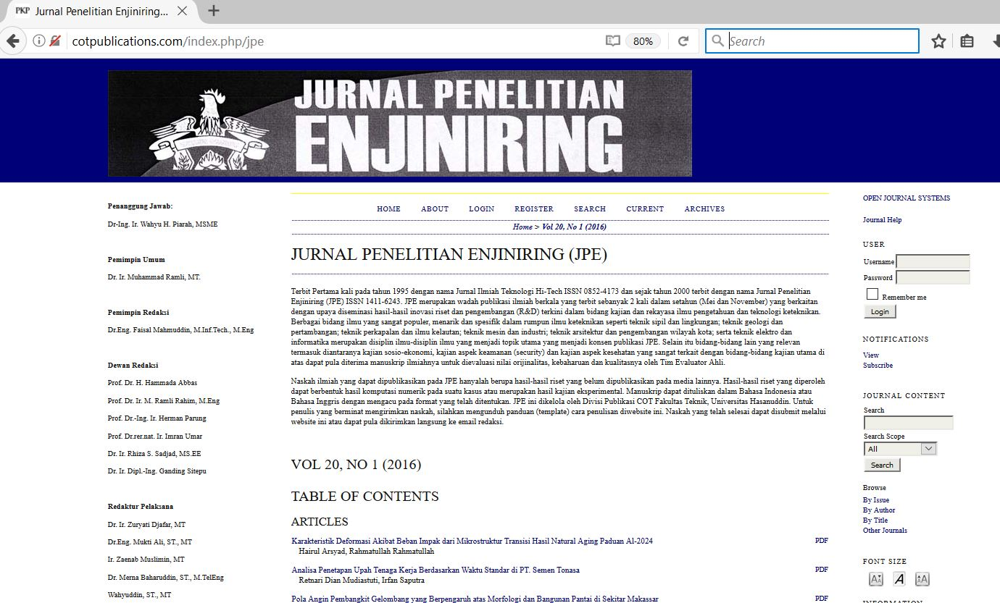 PKP Jurnal Penelitian Enjiniring...
cotpublications.com/index.php/jpe
80%
Search
JURNAL PENELITIAN
ENJINIRING
Penanggung Jawab:
Dr-Ing. Ir. Wahyu H. Piarah, MSME
Pemimpin Umum
Dr. Ir. Muhammad Ramli, MT.
Pemimpin Redaksi
Dr.Eng. Faisal Mahmuddin, M.Inf.Tech., M.Eng
Dewan Redaksi
Prof. Dr. H. Hammada Abbas
Prof. Dr. Ir. M. Ramli Rahim, M.Eng
Prof. Dr.-Ing. Ir. Herman Parung
Prof. Dr.rer.nat. Ir. Imran Umar
Dr. Ir. Rhiza S. Sadjad, MS.EE
Dr. Ir. Dipl.-Ing. Ganding Sitepu
Redaktur Pelaksana
Dr. Ir. Zuryati Djafar, MT
Dr.Eng. Mukti Ali, ST., MT
Ir. Zaenab Muslimin, MT
Dr. Merna Baharuddin, ST., M.TelEng
Wahyuddin, ST., MT
HOME ABOUT LOGIN REGISTER SEARCH CURRENT ARCHIVES
Home > Vol 20, No 1 (2016)
JURNAL PENELITIAN ENJINIRING (JPE)
Terbit Pertama kali pada tahun 1995 dengan nama Jurnal Ilmiah Teknologi Hi-Tech ISSN 0852-4173 dan sejak tahun 2000 terbit dengan nama Jurnal Penelitian
Enjiniring (JPE) ISSN 1411-6243. JPE merupakan wadah publikasi ilmiah berkala yang terbit sebanyak 2 kali dalam setahun (Mei dan November) yang berkaitan
dengan upaya diseminasi hasil-hasil inovasi riset dan pengembangan (R&D) terkini dalam bidang kajian dan rekayasa ilmu pengetahuan dan teknologi keteknikan.
Berbagai bidang ilmu yang sangat populer, menarik dan spesifik dalam rumpun ilmu keteknikan seperti teknik sipil dan lingkungan; teknik geologi dan
pertambangan; teknik perkapalan dan ilmu kelautan; teknik mesin dan industri; teknik arsitektur dan pengembangan wilayah kota; serta teknik elektro dan
informatika merupakan disiplin ilmu-disiplin ilmu yang menjadi topik utama yang menjadi konsen publikasi JPE. Selain itu bidang-bidang lain yang relevan
termasuk diantaranya kajian sosio-ekonomi, kajian aspek keamanan (security) dan kajian aspek kesehatan yang sangat terkait dengan bidang-bidang kajian utama di
atas dapat pula diterima manuskrip ilmiahnya untuk dievaluasi nilai orijinalitas, kebaharuan dan kualitasnya oleh Tim Evaluator Ahli.
Naskah ilmiah yang dapat dipublikasikan pada JPE hanyalah berupa hasil-hasil riset yang belum dipublikasikan pada media lainnya. Hasil-hasil riset yang diperoleh
dapat berbentuk hasil komputasi numerik pada suatu kasus atau merupakan hasil kajian eksperimental. Manuskrip dapat dituliskan dalam Bahasa Indonesia atau
Bahasa Inggris dengan mengacu pada format yang telah ditentukan. JPE ini dikelola oleh Divisi Publikasi COT Fakultas Teknik, Universitas Hasanuddin. Untuk
penulis yang berminat mengirimkan naskah, silahkan mengunduh panduan (template) cara penulisan diwebsite ini. Naskah yang telah selesai dapat disubmit melalui
website ini atau dapat pula dikirimkan langsung ke email redaksi.
VOL 20, NO 1 (2016)
TABLE OF CONTENTS
ARTICLES
Karakteristik Deformasi Akibat Beban Impak dari Mikrostruktur Transisi Hasil Natural Aging Paduan Al-2024 PDF
Hairul Arsyad, Rahmatullah Rahmatullah
Analisa Penetapan Upah Tenaga Kerja Berdasarkan Waktu Standar di PT. Semen Tonasa PDF
Retnari Dian Mudiastuti, Irfan Saputra
Pola Angin Pembangkit Gelombang yang Berpengaruh atas Morfologi dan Bangunan Pantai di Sekitar Makassar PDF
OPEN JOURNAL SYSTEMS
Journal Help
USER
Username
Password
Remember me
Login
NOTIFICATIONS
View
Subscribe
JOURNAL CONTENT
Search
Search Scope
All
Search
Browse
By Issue
By Author
By Title
Other Journals
FONT SIZE
A A A
INFORMATION